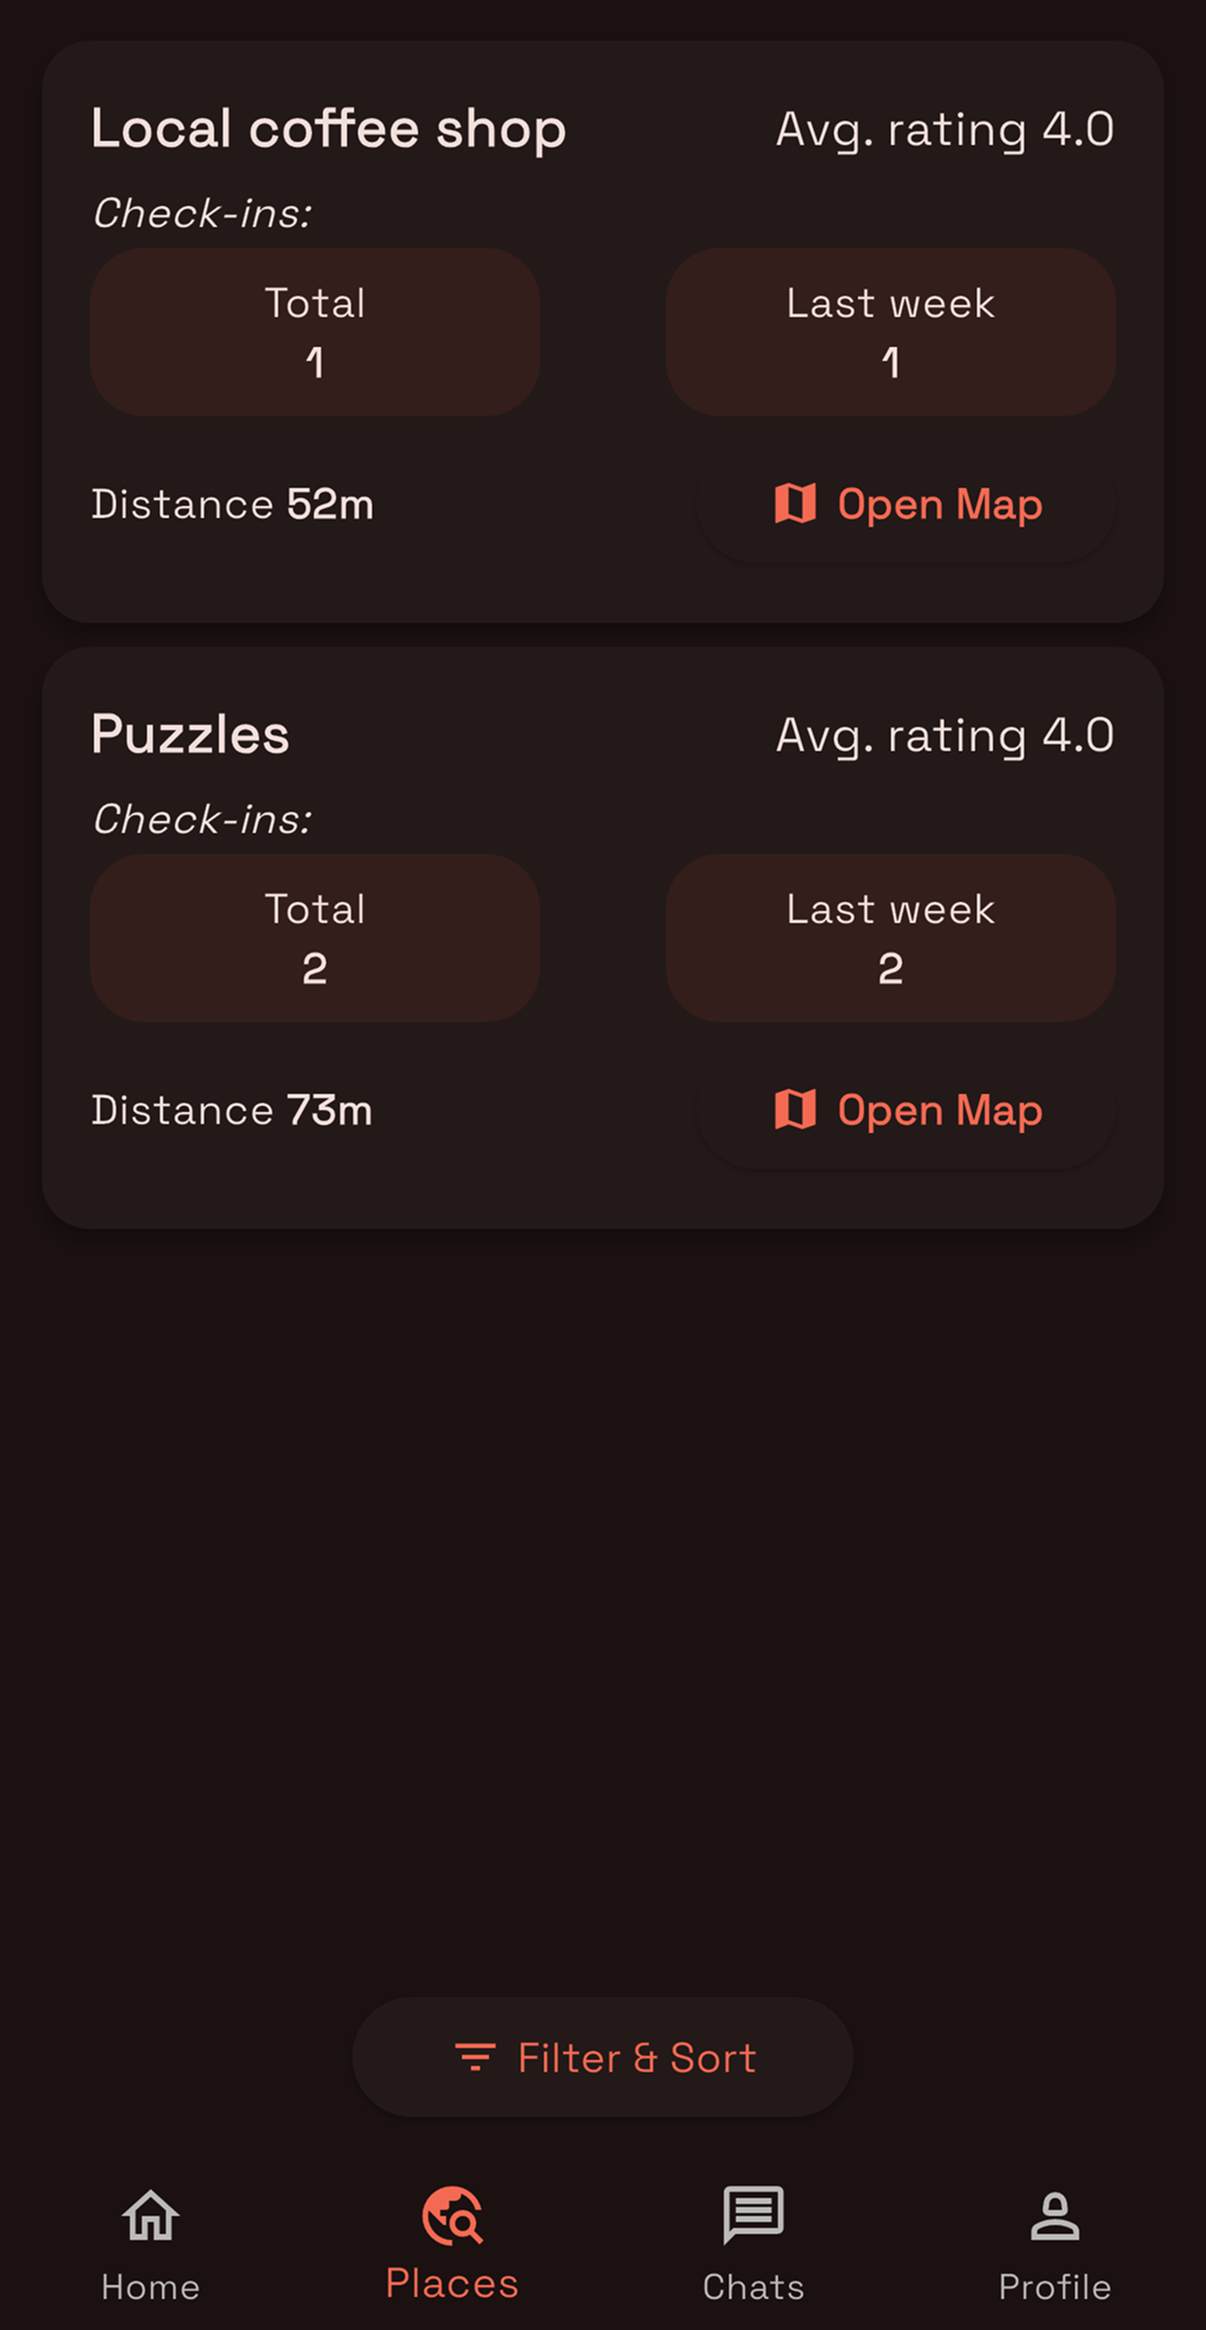 Local coffee shop Avg. rating 4.0
Check-ins:
Total Last week
1 1
Distance 52m Open Map
Puzzles Avg. rating 4.0
Check-ins:
Total Last week
2 2
Distance 73m Open Map
Filter & Sort
Home Places Chats Profile